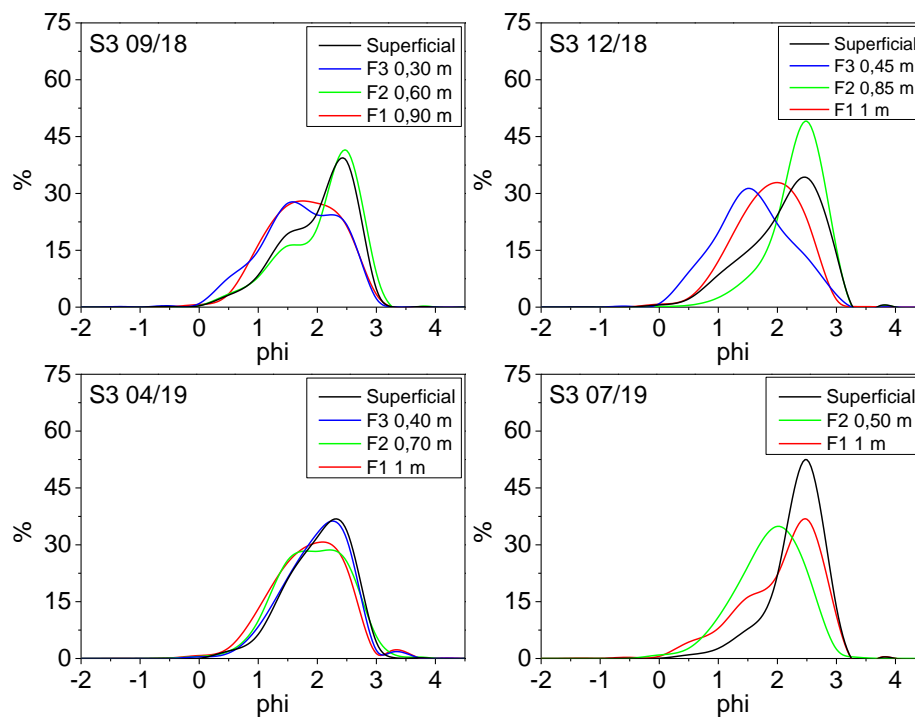 S3 09/18
Superficial
F3 0,30 m
F2 0,60 m
F1 0,90 m
75
60
45
30
15
0
%
-2 -1 0 1 2 3 4
phi
S3 12/18
Superficial
F3 0,45 m
F2 0,85 m
F1 1 m
75
60
45
30
15
0
%
-2 -1 0 1 2 3 4
phi
S3 04/19
Superficial
F3 0,40 m
F2 0,70 m
F1 1 m
75
60
45
30
15
0
%
-2 -1 0 1 2 3 4
phi
S3 07/19
Superficial
F2 0,50 m
F1 1 m
75
60
45
30
15
0
%
-2 -1 0 1 2 3 4
phi